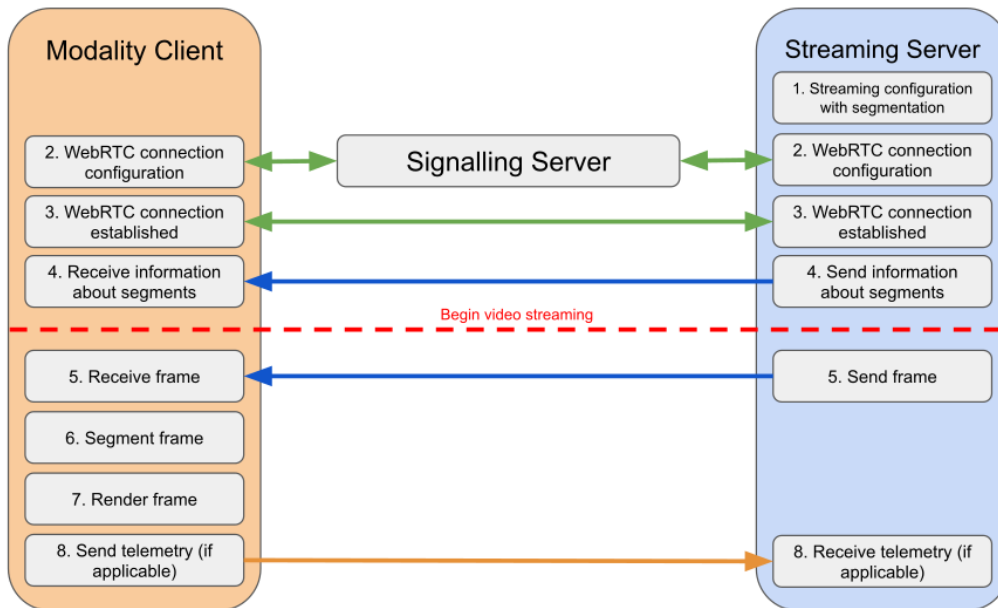 Modality Client
Streaming Server
1. Streaming configuration
with segmentation
2. WebRTC connection
configuration
Signalling Server
2. WebRTC connection
configuration
3. WebRTC connection
established
3. WebRTC connection
established
4. Receive information
about segments
4. Send information
about segments
Begin video streaming
5. Receive frame
5. Send frame
6. Segment frame
7. Render frame
8. Send telemetry (if
applicable)
8. Receive telemetry (if
applicable)